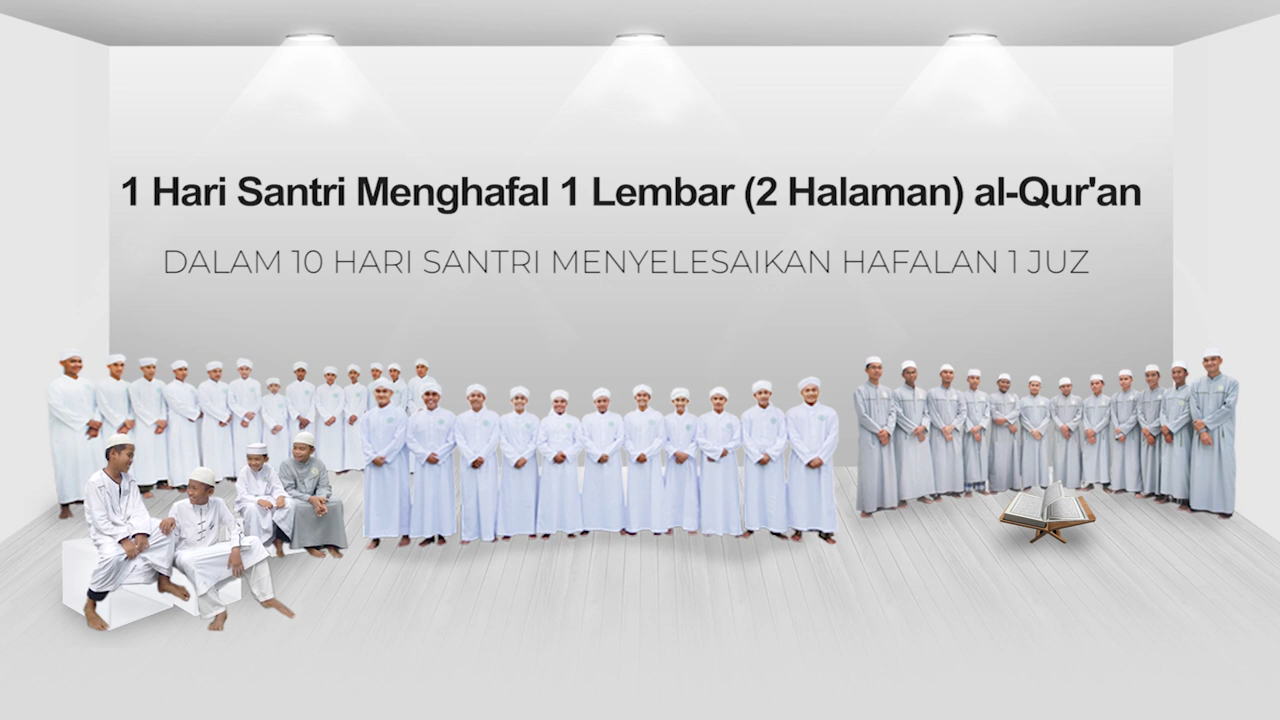 1 Hari Santri Menghafal 1 Lembar (2 Halaman) al-Qur'an
DALAM 10 HARI SANTRI MENYELESAIKAN HAFALAN 1 JUZ